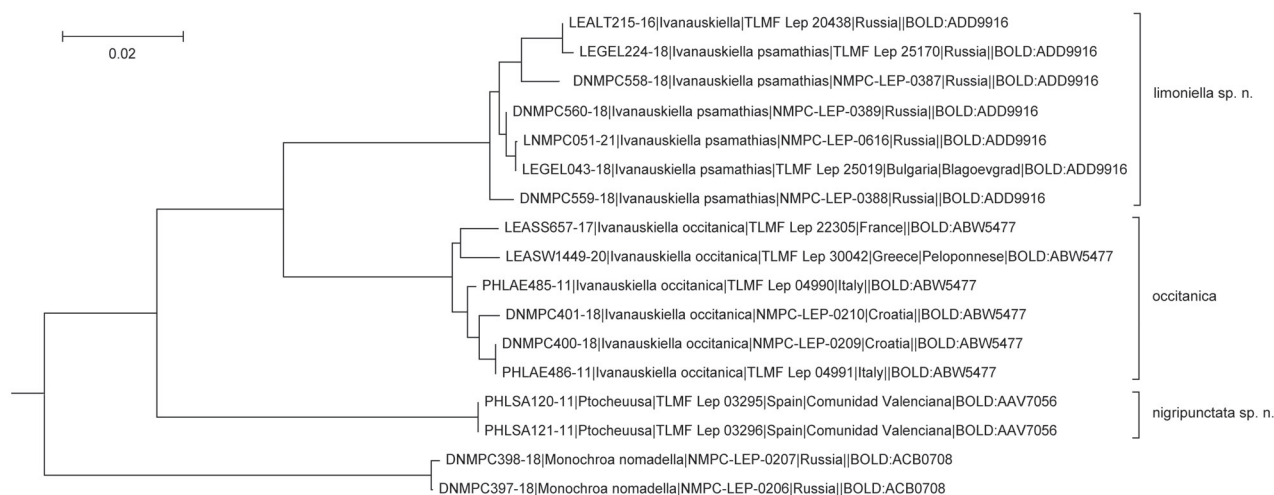 0.02
LEALT215-16|Ivanauskiella|TLMF Lep 20438|Russia||BOLD:ADD9916
LEGEL224-18|Ivanauskiella psamathias|TLMF Lep 25170|Russia||BOLD:ADD9916
DNMPC558-18|Ivanauskiella psamathias|NMPC-LEP-0387|Russia||BOLD:ADD9916
DNMPC560-18|Ivanauskiella psamathias|NMPC-LEP-0389|Russia||BOLD:ADD9916
LNMPC051-21|Ivanauskiella psamathias|NMPC-LEP-0616|Russia||BOLD:ADD9916
LEGEL043-18|Ivanauskiella psamathias|TLMF Lep 25019|Bulgaria|Blagoevgrad|BOLD:ADD9916
DNMPC559-18|Ivanauskiella psamathias|NMPC-LEP-0388|Russia||BOLD:ADD9916
limoniella sp. n.
LEASS657-17|Ivanauskiella occitanica|TLMF Lep 22305|France||BOLD:ABW5477
LEASW1449-20|Ivanauskiella occitanica|TLMF Lep 30042|Greece|Peloponnese|BOLD:ABW5477
PHLAE485-11|Ivanauskiella occitanica|TLMF Lep 04990|Italy||BOLD:ABW5477
DNMPC401-18|Ivanauskiella occitanica|NMPC-LEP-0210|Croatia||BOLD:ABW5477
DNMPC400-18|Ivanauskiella occitanica|NMPC-LEP-0209|Croatia||BOLD:ABW5477
PHLAE486-11|Ivanauskiella occitanica|TLMF Lep 04991|Italy||BOLD:ABW5477
occitanica
PHLSA120-11|Ptocheuusa|TLMF Lep 03295|Spain|Comunidad Valenciana|BOLD:AAV7056
PHLSA121-11|Ptocheuusa|TLMF Lep 03296|Spain|Comunidad Valenciana|BOLD:AAV7056
nigripunctata sp. n.
DNMPC398-18|Monochroa nomadella|NMPC-LEP-0207|Russia||BOLD:ACB0708
DNMPC397-18|Monochroa nomadella|NMPC-LEP-0206|Russia||BOLD:ACB0708